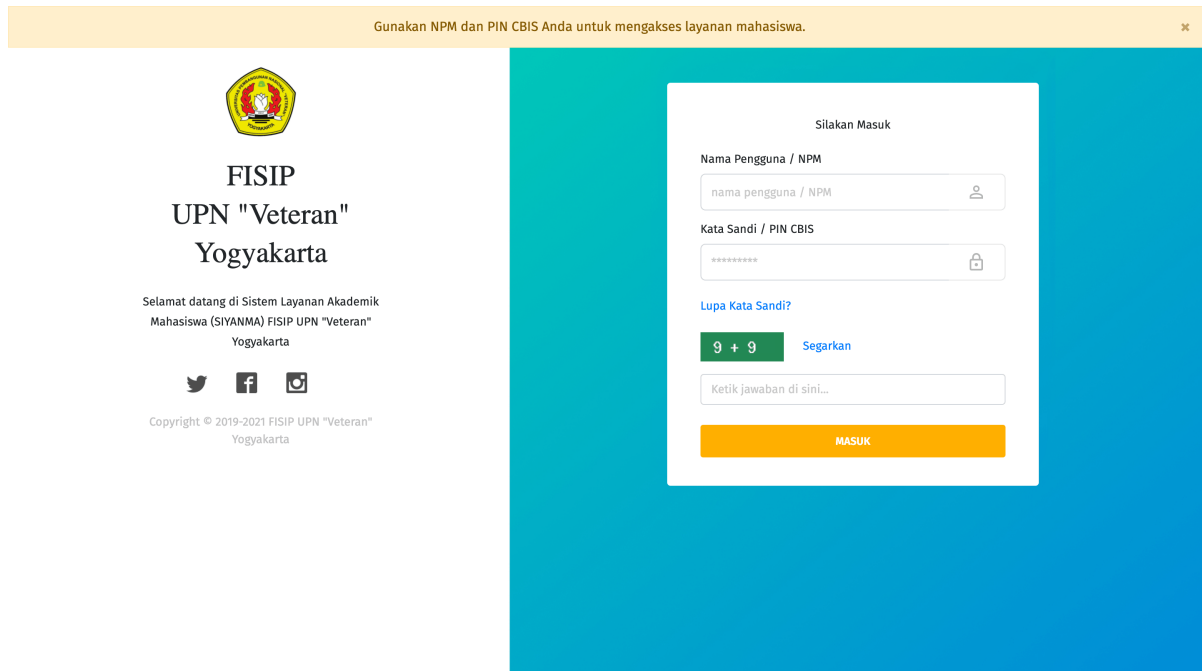 Gunakan NPM dan PIN CBIS Anda untuk mengakses layanan mahasiswa.
×
FISIP
UPN "Veteran"
Yogyakarta
Selamat datang di Sistem Layanan Akademik
Mahasiswa (SIYANMA) FISIP UPN "Veteran"
Yogyakarta
Copyright © 2019-2021 FISIP UPN "Veteran"
Yogyakarta
Silakan Masuk
Nama Pengguna / NPM
nama pengguna / NPM
Kata Sandi / PIN CBIS
*********
Lupa Kata Sandi?
9 + 9
Segarkan
Ketik jawaban di sini...
MASUK